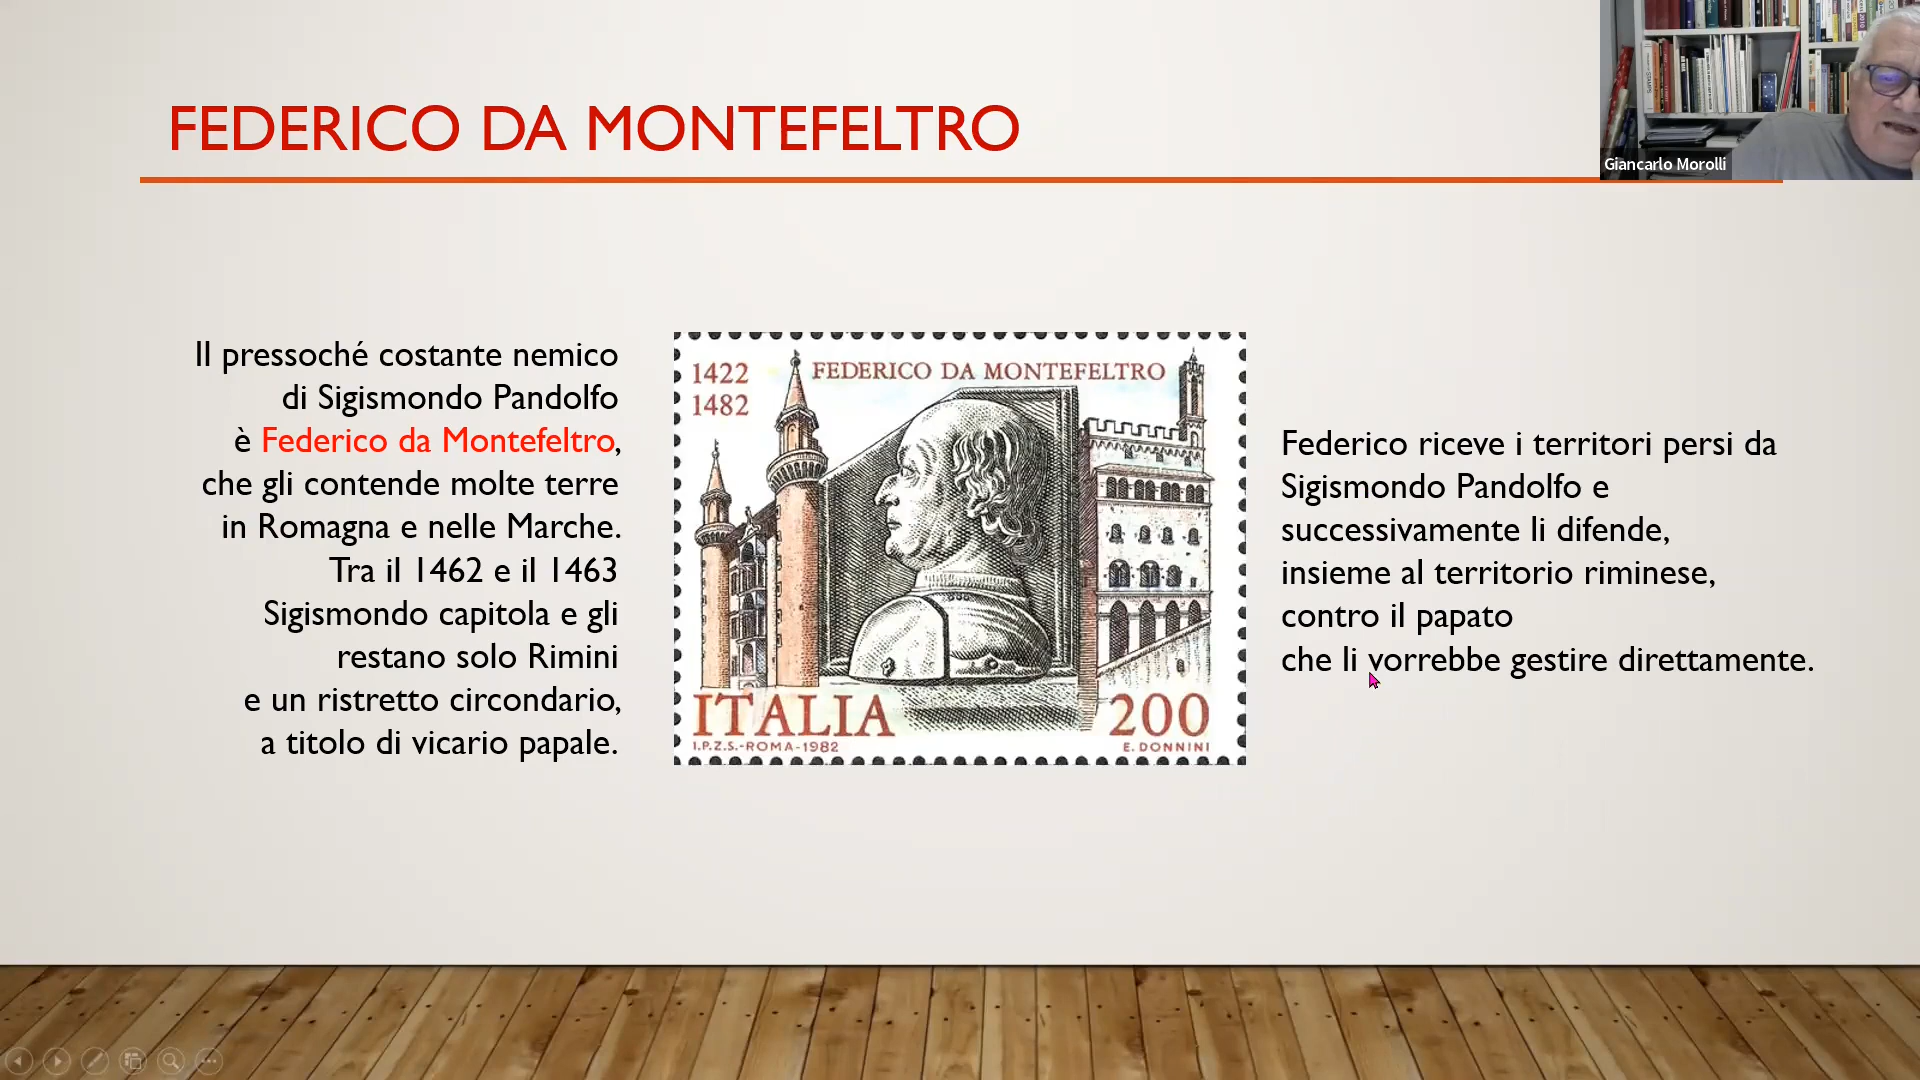 FEDERICO DA MONTEFELTRO
Giancarlo Morolli
Il pressoché costante nemico
di Sigismondo Pandolfo
è Federico da Montefeltro,
che gli contende molte terre
in Romagna e nelle Marche.
Tra il 1462 e il 1463
Sigismondo capitola e gli
restano solo Rimini
e un ristretto circondario,
a titolo di vicario papale.
1422
1482
FEDERICO DA MONTEFELTRO
ITALIA
200
I.P.Z.S.-ROMA-1982
E. DONNINI
Federico riceve i territori persi da
Sigismondo Pandolfo e
successivamente li difende,
insieme al territorio riminese,
contro il papato
che li vorrebbe gestire direttamente.